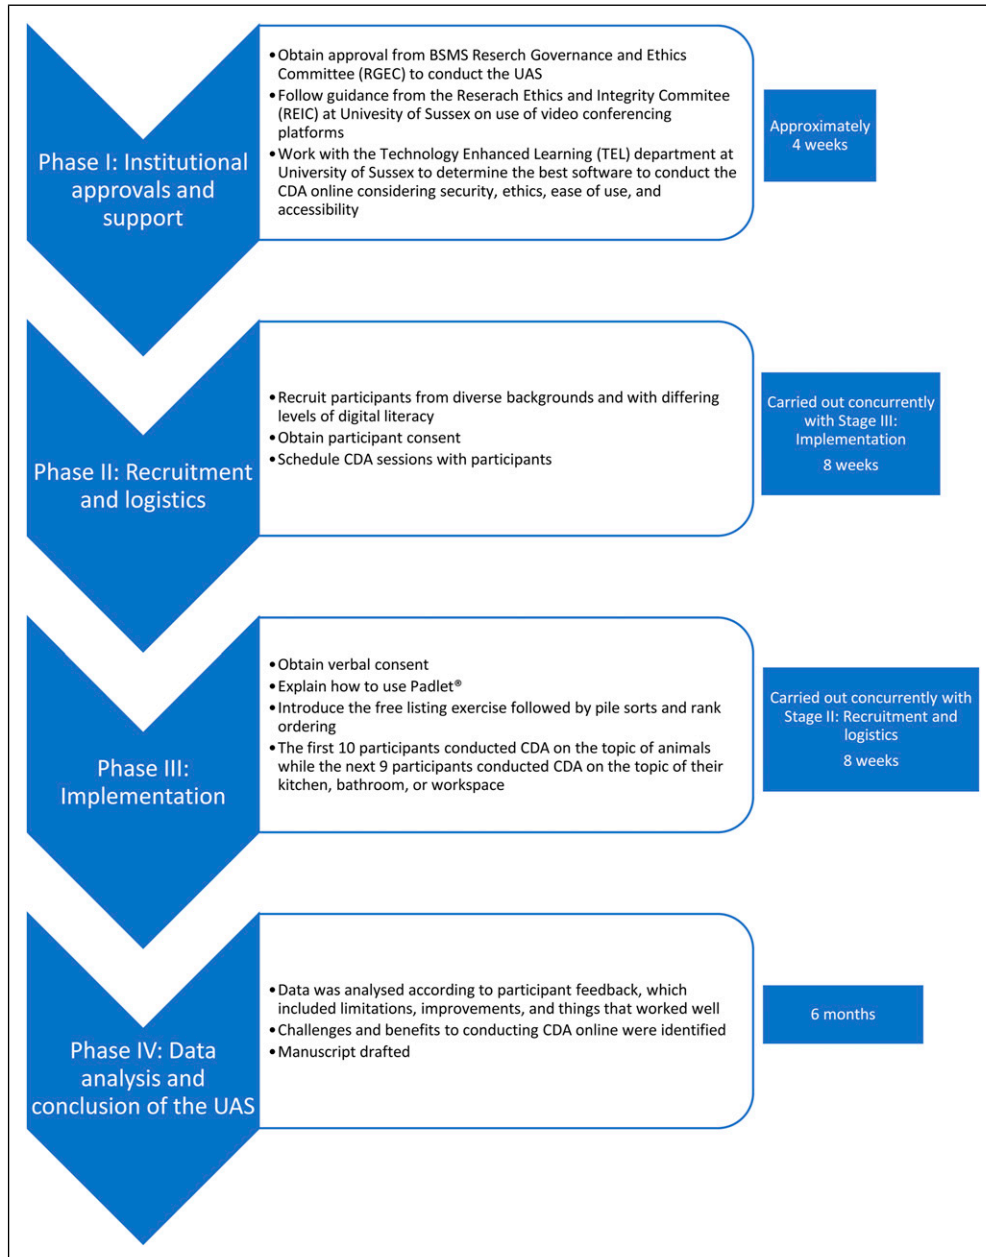 Phase I: Institutional
approvals and
support
•Obtain approval from BSMS Reserch Governance and Ethics
Committee (RGEC) to conduct the UAS
•Follow guidance from the Reserach Ethics and Integrity Commitee
(REIC) at Univesity of Sussex on use of video conferencing
platforms
•Work with the Technology Enhanced Learning (TEL) department at
University of Sussex to determine the best software to conduct the
CDA online considering security, ethics, ease of use, and
accessibility
Approximately
4 weeks
Phase II: Recruitment
and logistics
•Recruit participants from diverse backgrounds and with differing
levels of digital literacy
•Obtain participant consent
•Schedule CDA sessions with participants
Carried out concurrently
with Stage III:
Implementation
8 weeks
Phase III:
Implementation
•Obtain verbal consent
•Explain how to use Padlet®
•Introduce the free listing exercise followed by pile sorts and rank
ordering
•The first 10 participants conducted CDA on the topic of animals
while the next 9 participants conducted CDA on the topic of their
kitchen, bathroom, or workspace
Carried out concurrently with
Stage II: Recruitment and
logistics
8 weeks
Phase IV: Data
analysis and
conclusion of the UAS
•Data was analysed according to participant feedback, which
included limitations, improvements, and things that worked well
•Challenges and benefits to conducting CDA online were identified
•Manuscript drafted
6 months